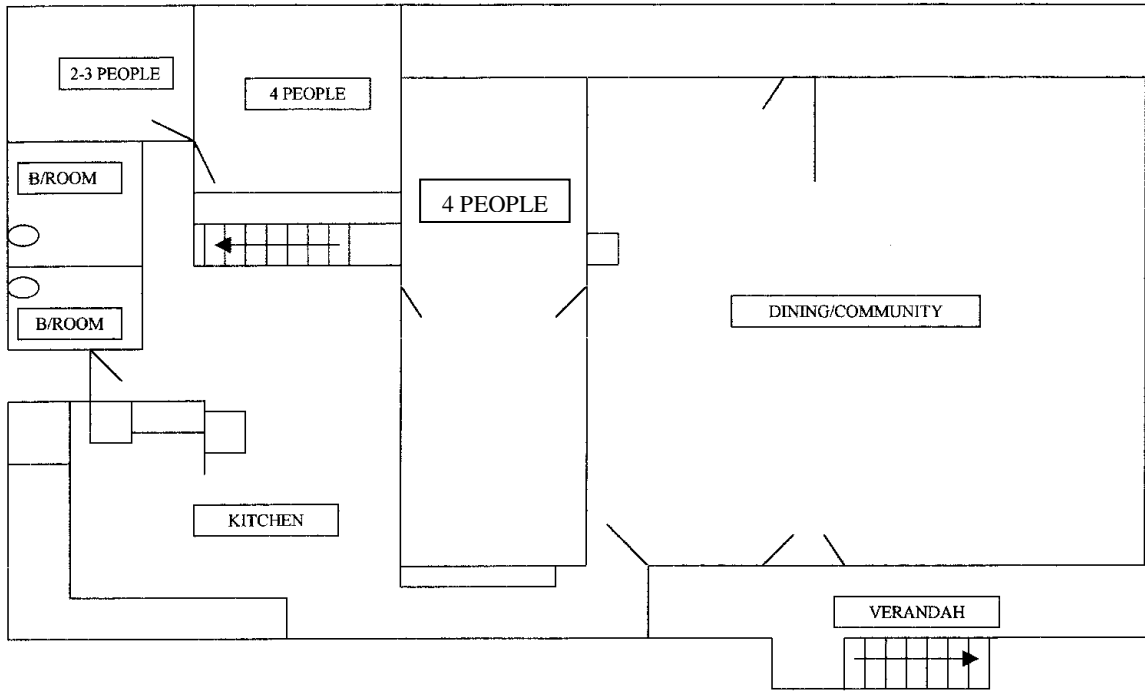 2-3 PEOPLE
4 PEOPLE
B/ROOM
4 PEOPLE
B/ROOM
DINING/COMMUNITY
KITCHEN
VERANDAH